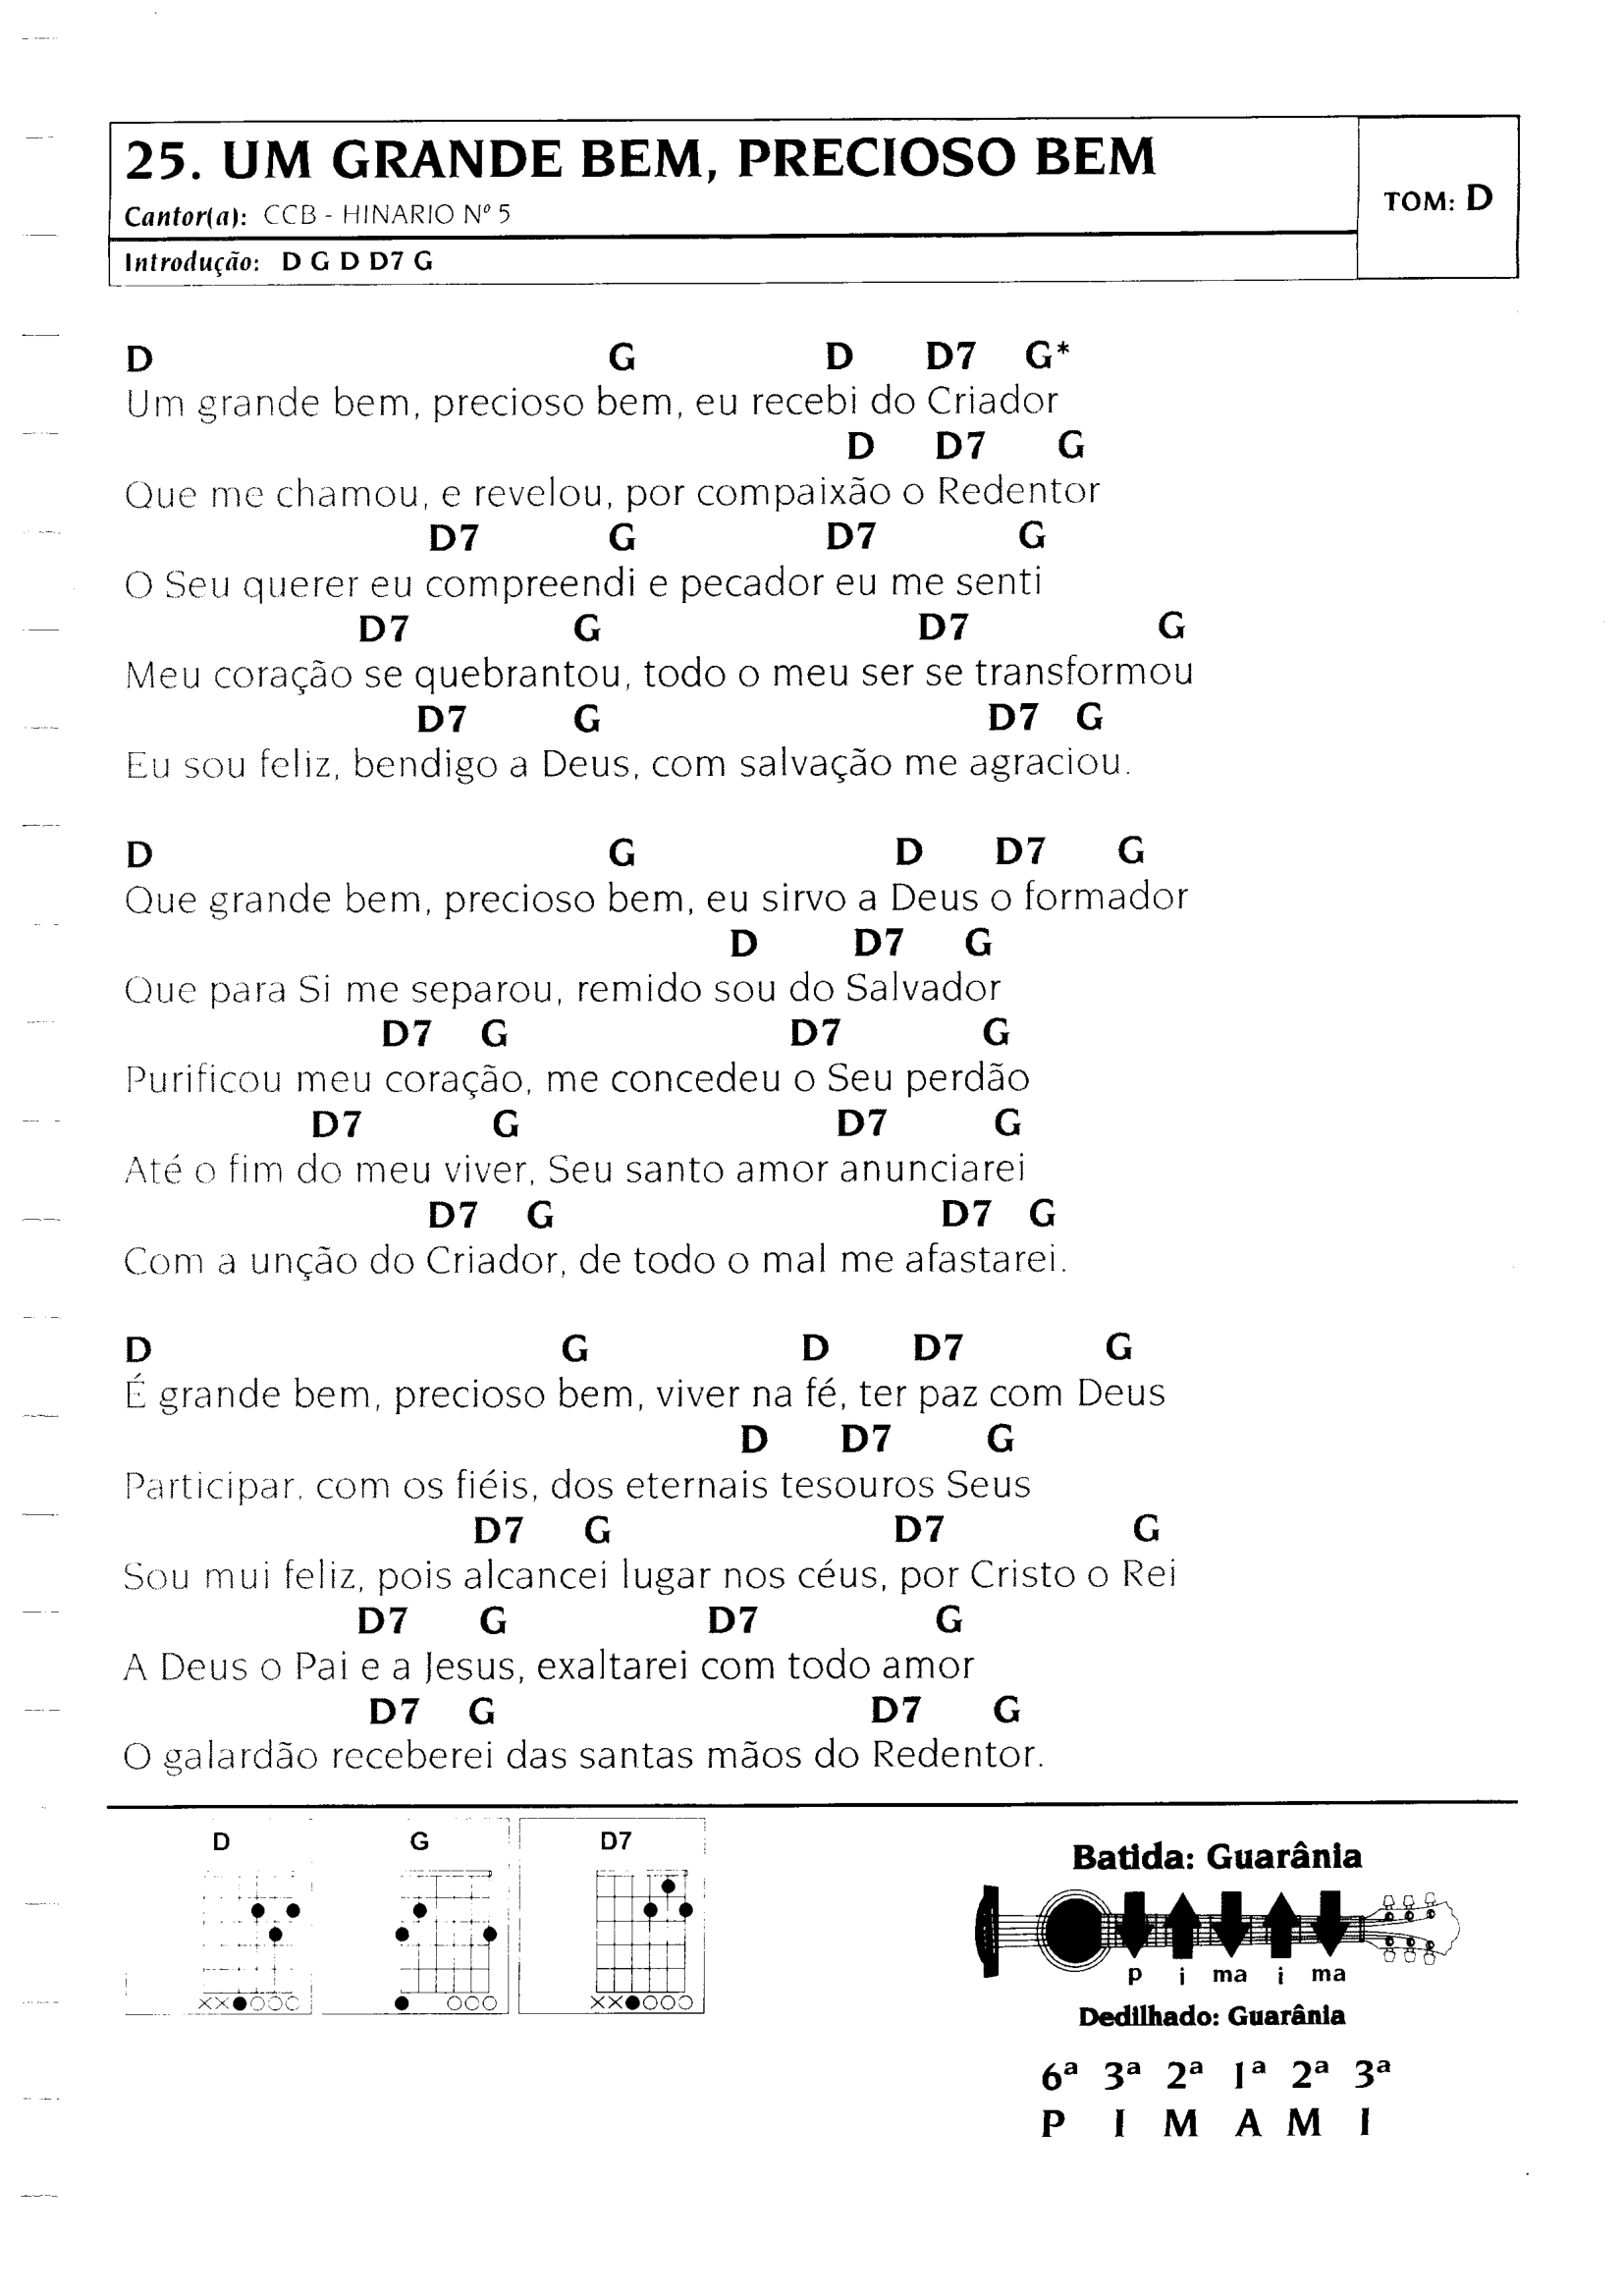 25. UM GRANDE BEM, PRECIOSO BEM
Cantor(a): CCB - HINARIO Nº 5
TOM: D
Introdução: D G D D7 G
D G D D7 G*
Um grande bem, precioso bem, eu recebi do Criador
D D7 G
Que me chamou, e revelou, por compaixão o Redentor
D7 G D7 G
O Seu querer eu compreendi e pecador eu me senti
D7 G D7 G
Meu coração se quebrantou, todo o meu ser se transformou
D7 G D7 G
Eu sou feliz, bendigo a Deus, com salvação me agraciou.
D G D D7 G
Que grande bem, precioso bem, eu sirvo a Deus o formador
D D7 G
Que para Si me separou, remido sou do Salvador
D7 G D7 G
Purificou meu coração, me concedeu o Seu perdão
D7 G D7 G
Até o fim do meu viver, Seu santo amor anunciarei
D7 G D7 G
Com a unção do Criador, de todo o mal me afastarei.
D G D D7 G
É grande bem, precioso bem, viver na fé, ter paz com Deus
D D7 G
Participar, com os fiéis, dos eternais tesouros Seus
D7 G D7 G
Sou mui feliz, pois alcancei lugar nos céus, por Cristo o Rei
D7 G D7 G
A Deus o Pai e a Jesus, exaltarei com todo amor
D7 G D7 G
O galardão receberei das santas mãos do Redentor.
D G D7
Batida: Guarânia
p i ma i ma
Dedilhado: Guarânia
6ª 3ª 2ª 1ª 2ª 3ª
P I M A M I